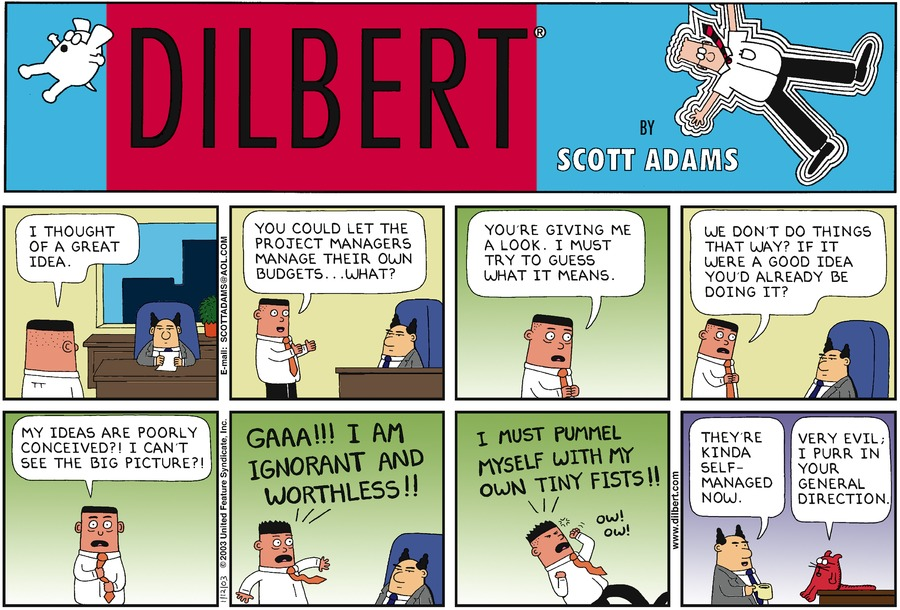 DILBERT®
BY
SCOTT ADAMS
I THOUGHT
OF A GREAT
IDEA.
E-mail: SCOTTADAMS@AOL.COM
YOU COULD LET THE
PROJECT MANAGERS
MANAGE THEIR OWN
BUDGETS...WHAT?
YOU'RE GIVING ME
A LOOK. I MUST
TRY TO GUESS
WHAT IT MEANS.
WE DON'T DO THINGS
THAT WAY? IF IT
WERE A GOOD IDEA
YOU'D ALREADY BE
DOING IT?
MY IDEAS ARE POORLY
CONCEIVED?! I CAN'T
SEE THE BIG PICTURE?!
1/12/03 © 2003 United Feature Syndicate, Inc.
GAAA!!! I AM
IGNORANT AND
WORTHLESS!!
I MUST PUMMEL
MYSELF WITH MY
OWN TINY FISTS!!
OW!
OW!
www.dilbert.com
THEY'RE
KINDA
SELF-
MANAGED
NOW.
VERY EVIL;
I PURR IN
YOUR
GENERAL
DIRECTION.